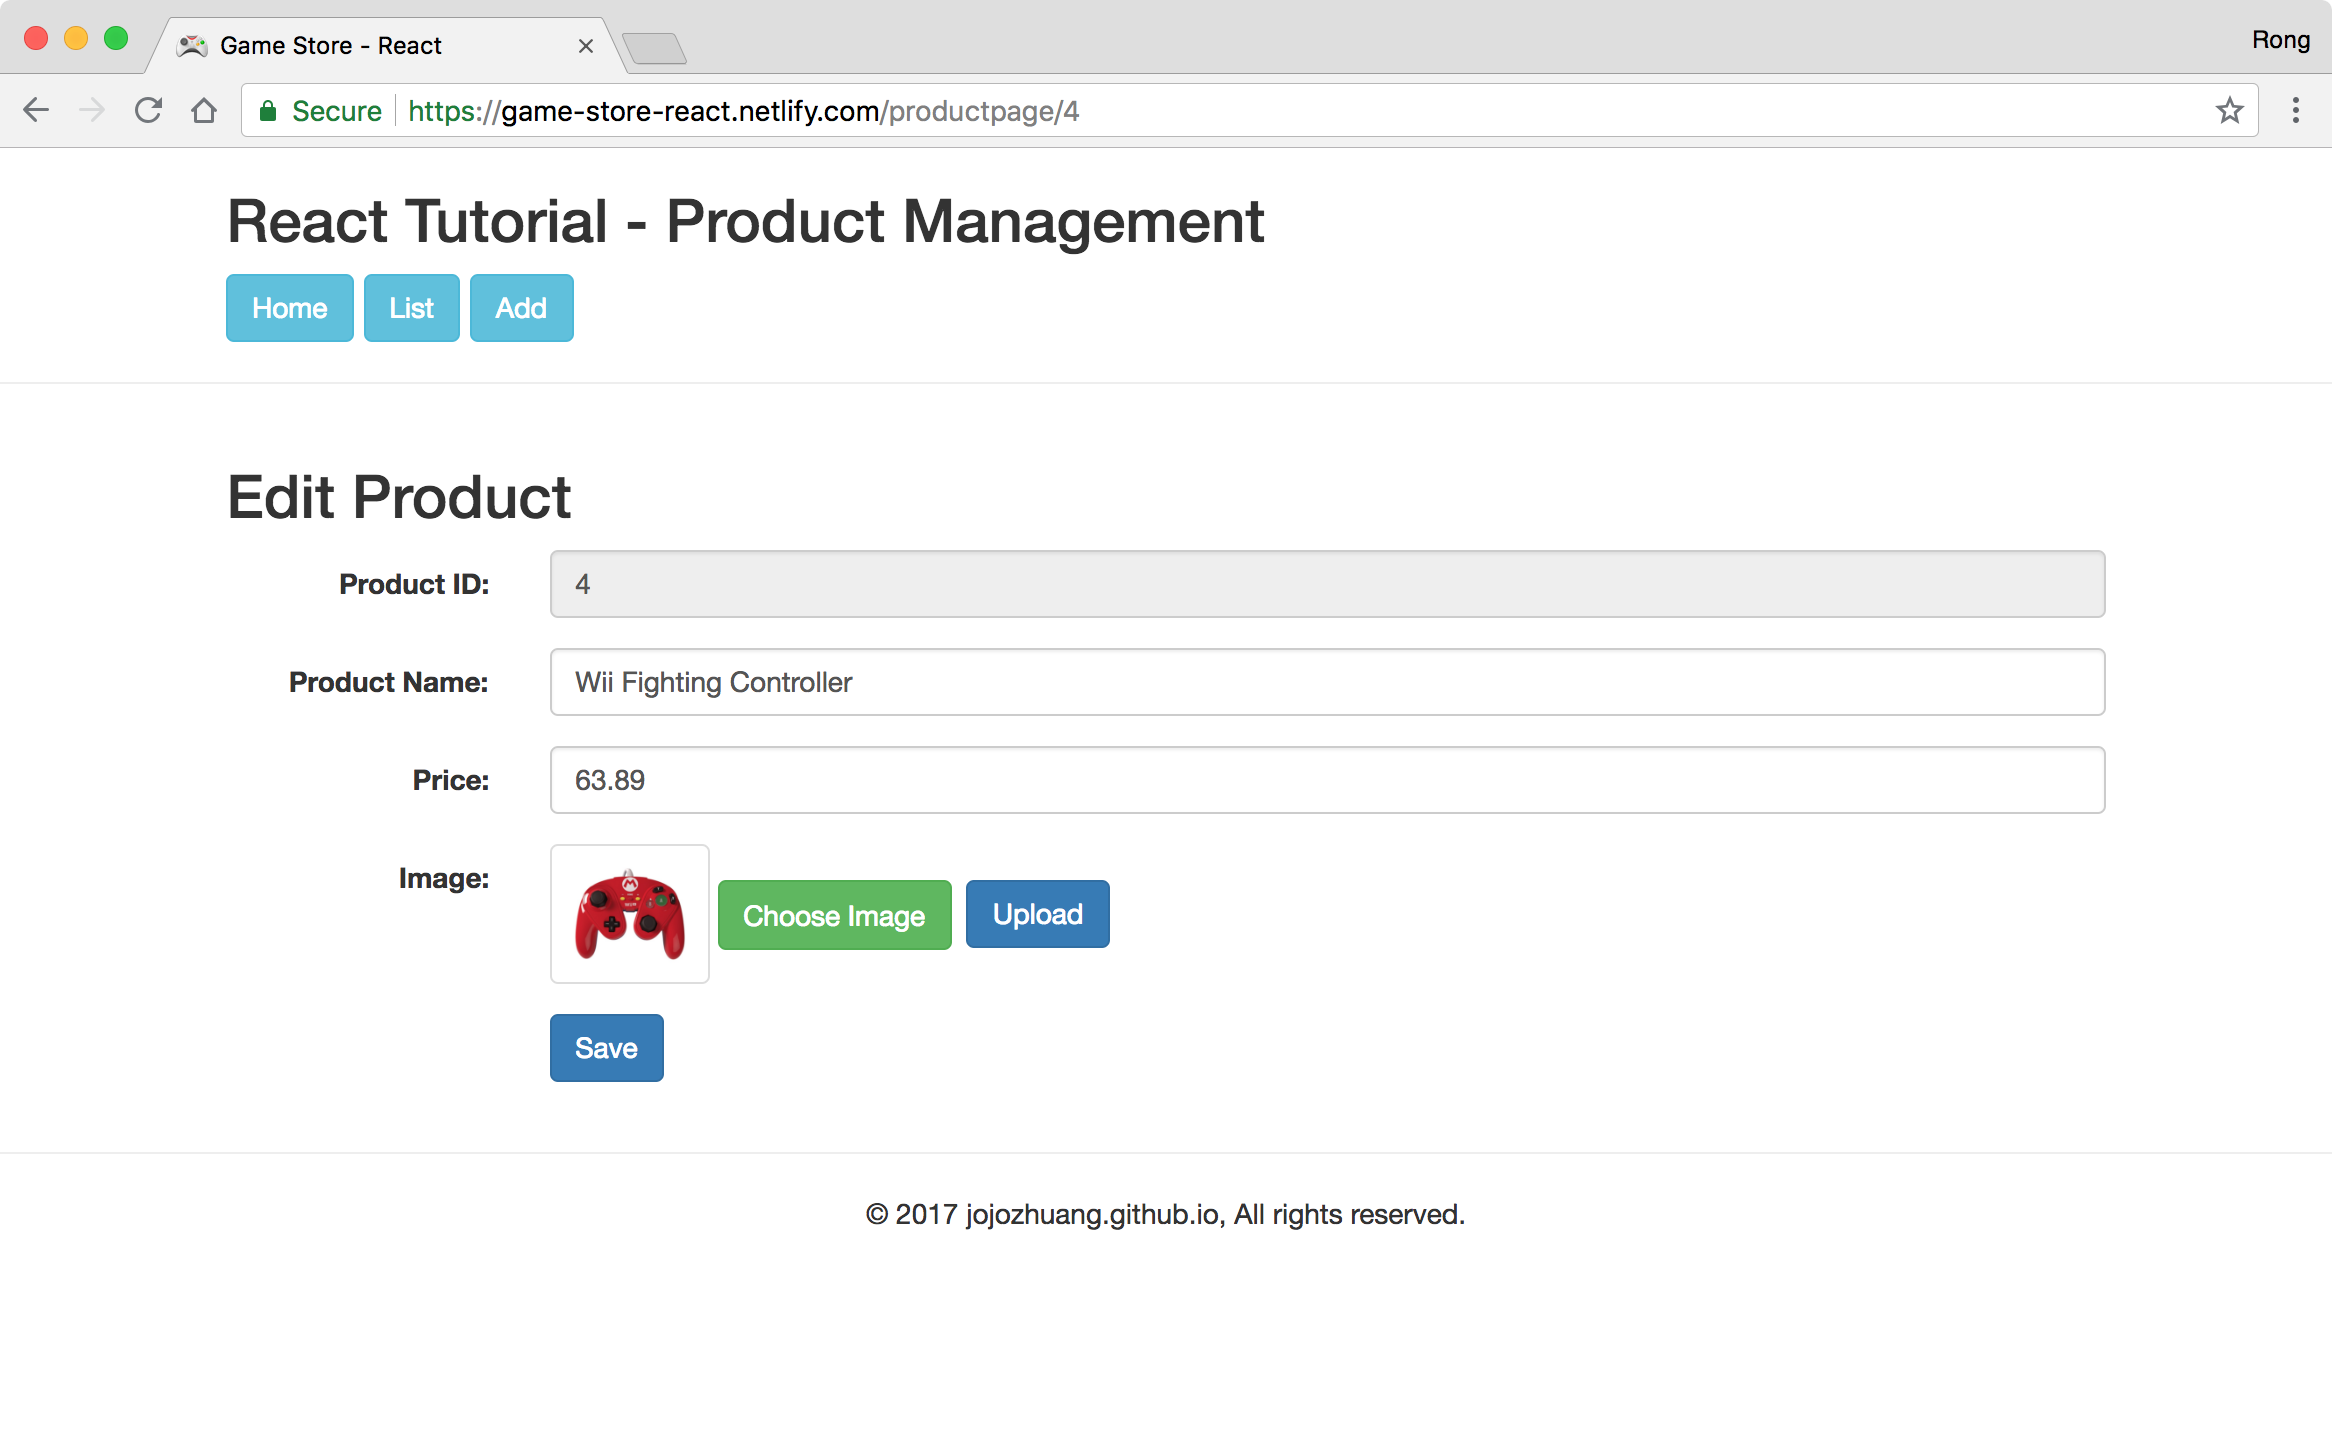 Game Store - React
Rong
Secure https://game-store-react.netlify.com/productpage/4
React Tutorial - Product Management
Home List Add
Edit Product
Product ID: 4
Product Name: Wii Fighting Controller
Price: 63.89
Image: Choose Image Upload
Save
© 2017 jojozhuang.github.io, All rights reserved.